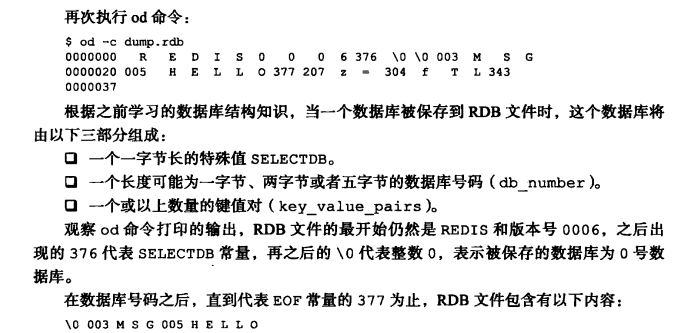 再次执行 od 命令：
$ od -c dump.rdb
0000000 R E D I S 0 0 0 6 376 \0 \0 003 M S G
0000020 005 H E L L O 377 207 z = 304 f T L 343
0000037
根据之前学习的数据库结构知识，当一个数据库被保存到 RDB 文件时，这个数据库将
由以下三部分组成：
❑ 一个一字节长的特殊值 SELECTDB。
❑ 一个长度可能为一字节、两字节或者五字节的数据库号码（db_number）。
❑ 一个或以上数量的键值对（key_value_pairs）。
观察 od 命令打印的输出，RDB 文件的最开始仍然是 REDIS 和版本号 0006，之后出
现的 376 代表 SELECTDB 常量，再之后的 \0 代表整数 0，表示被保存的数据库为 0 号数
据库。
在数据库号码之后，直到代表 EOF 常量的 377 为止，RDB 文件包含有以下内容：
\0 003 M S G 005 H E L L O